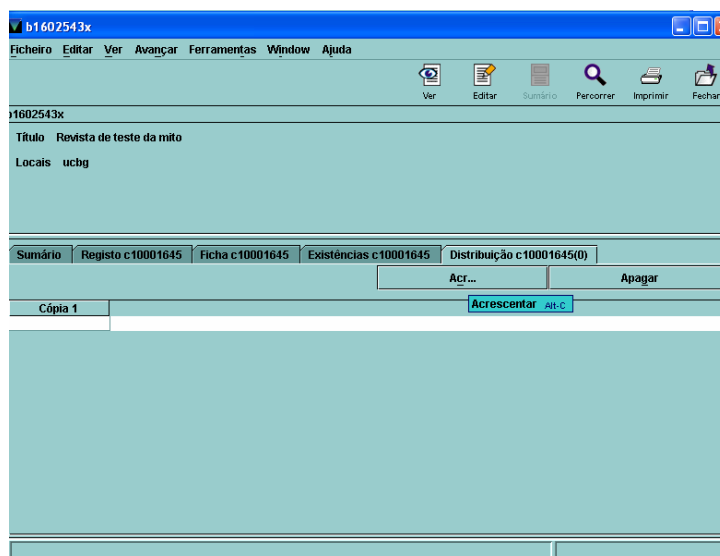 b1602543x
Ficheiro Editar Ver Avançar Ferramentas Window Ajuda
Ver Editar Sumário Percorrer Imprimir Fechar
b1602543x
Título Revista de teste da mito
Locais ucbg
Sumário Registo c10001645 Ficha c10001645 Existências c10001645 Distribuição c10001645(0)
Acr... Apagar
Acrescentar Alt-C
Cópia 1